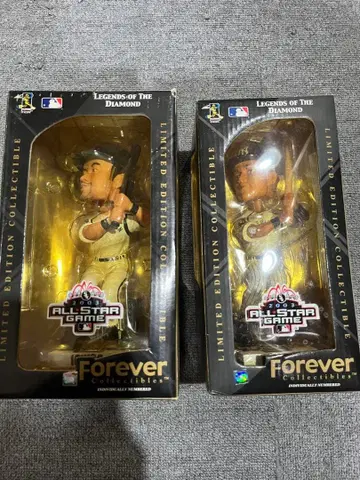 LEGENDS OF THE
DIAMOND
LIMITED EDITION COLLECTIBLE
LIMITED EDITION COLLECTIBLE
2003
ALL STAR
GAME
Forever
Collectibles
INDIVIDUALLY NUMBERED
LEGENDS OF THE
DIAMOND
LIMITED EDITION COLLECTIBLE
LIMITED EDITION COLLECTIBLE
2003
ALL STAR
GAME
Forever
Collectibles
INDIVIDUALLY NUMBERED